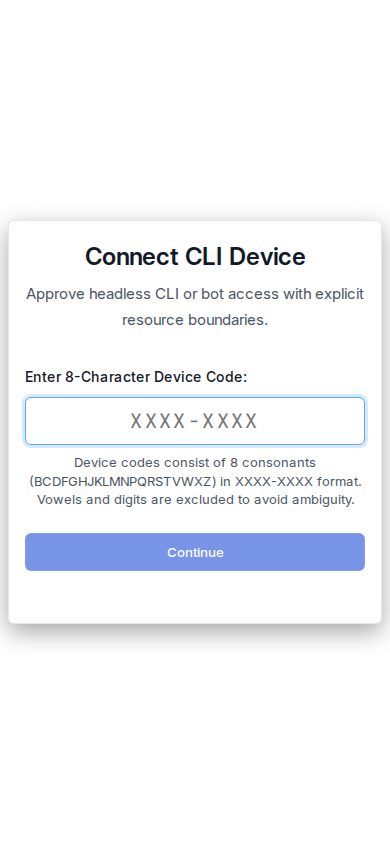 Connect CLI Device
Approve headless CLI or bot access with explicit
resource boundaries.
Enter 8-Character Device Code:
XXXX-XXXX
Device codes consist of 8 consonants
(BCDFGHJKLMNPQRSTVWXZ) in XXXX-XXXX format.
Vowels and digits are excluded to avoid ambiguity.
Continue